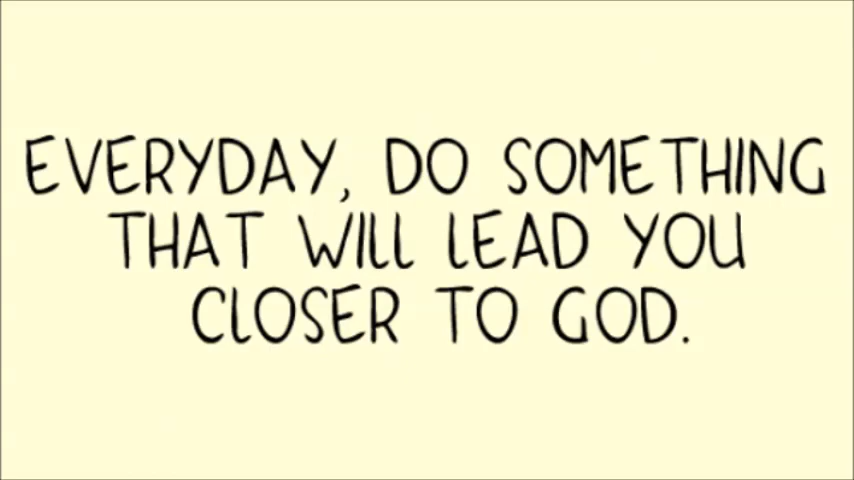 EVERYDAY, DO SOMETHING
THAT WILL LEAD YOU
CLOSER TO GOD.